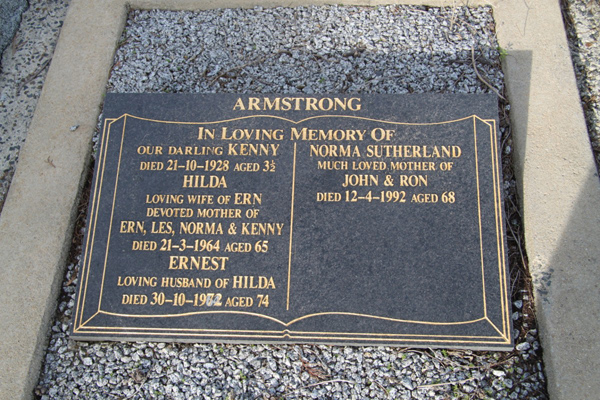 ARMSTRONG
IN LOVING MEMORY OF
OUR DARLING KENNY
DIED 21-10-1928 AGED 3½
HILDA
LOVING WIFE OF ERN
DEVOTED MOTHER OF
ERN, LES, NORMA & KENNY
DIED 21-3-1964 AGED 65
ERNEST
LOVING HUSBAND OF HILDA
DIED 30-10-1972 AGED 74
NORMA SUTHERLAND
MUCH LOVED MOTHER OF
JOHN & RON
DIED 12-4-1992 AGED 68